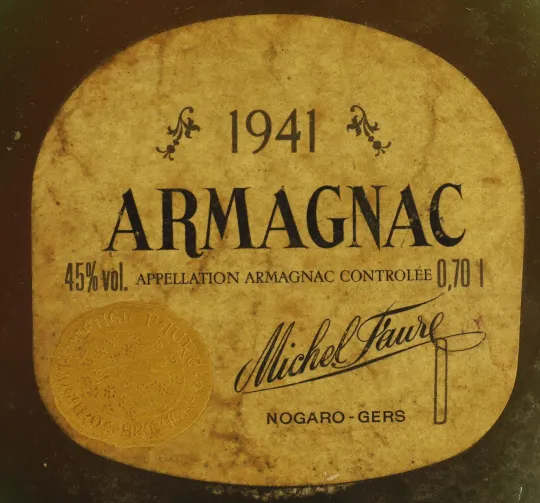 1941
ARMAGNAC
45% vol. APPELLATION ARMAGNAC CONTROLÉE 0,70 l
Michel Faure
NOGARO - GERS